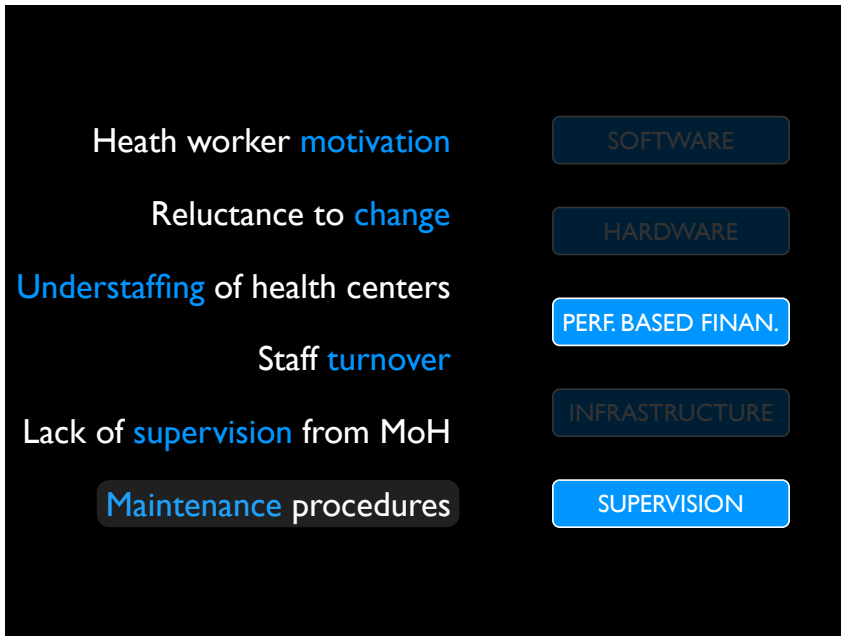 Heath worker motivation
Reluctance to change
Understaffing of health centers
Staff turnover
Lack of supervision from MoH
Maintenance procedures
SOFTWARE
HARDWARE
PERF. BASED FINAN.
INFRASTRUCTURE
SUPERVISION